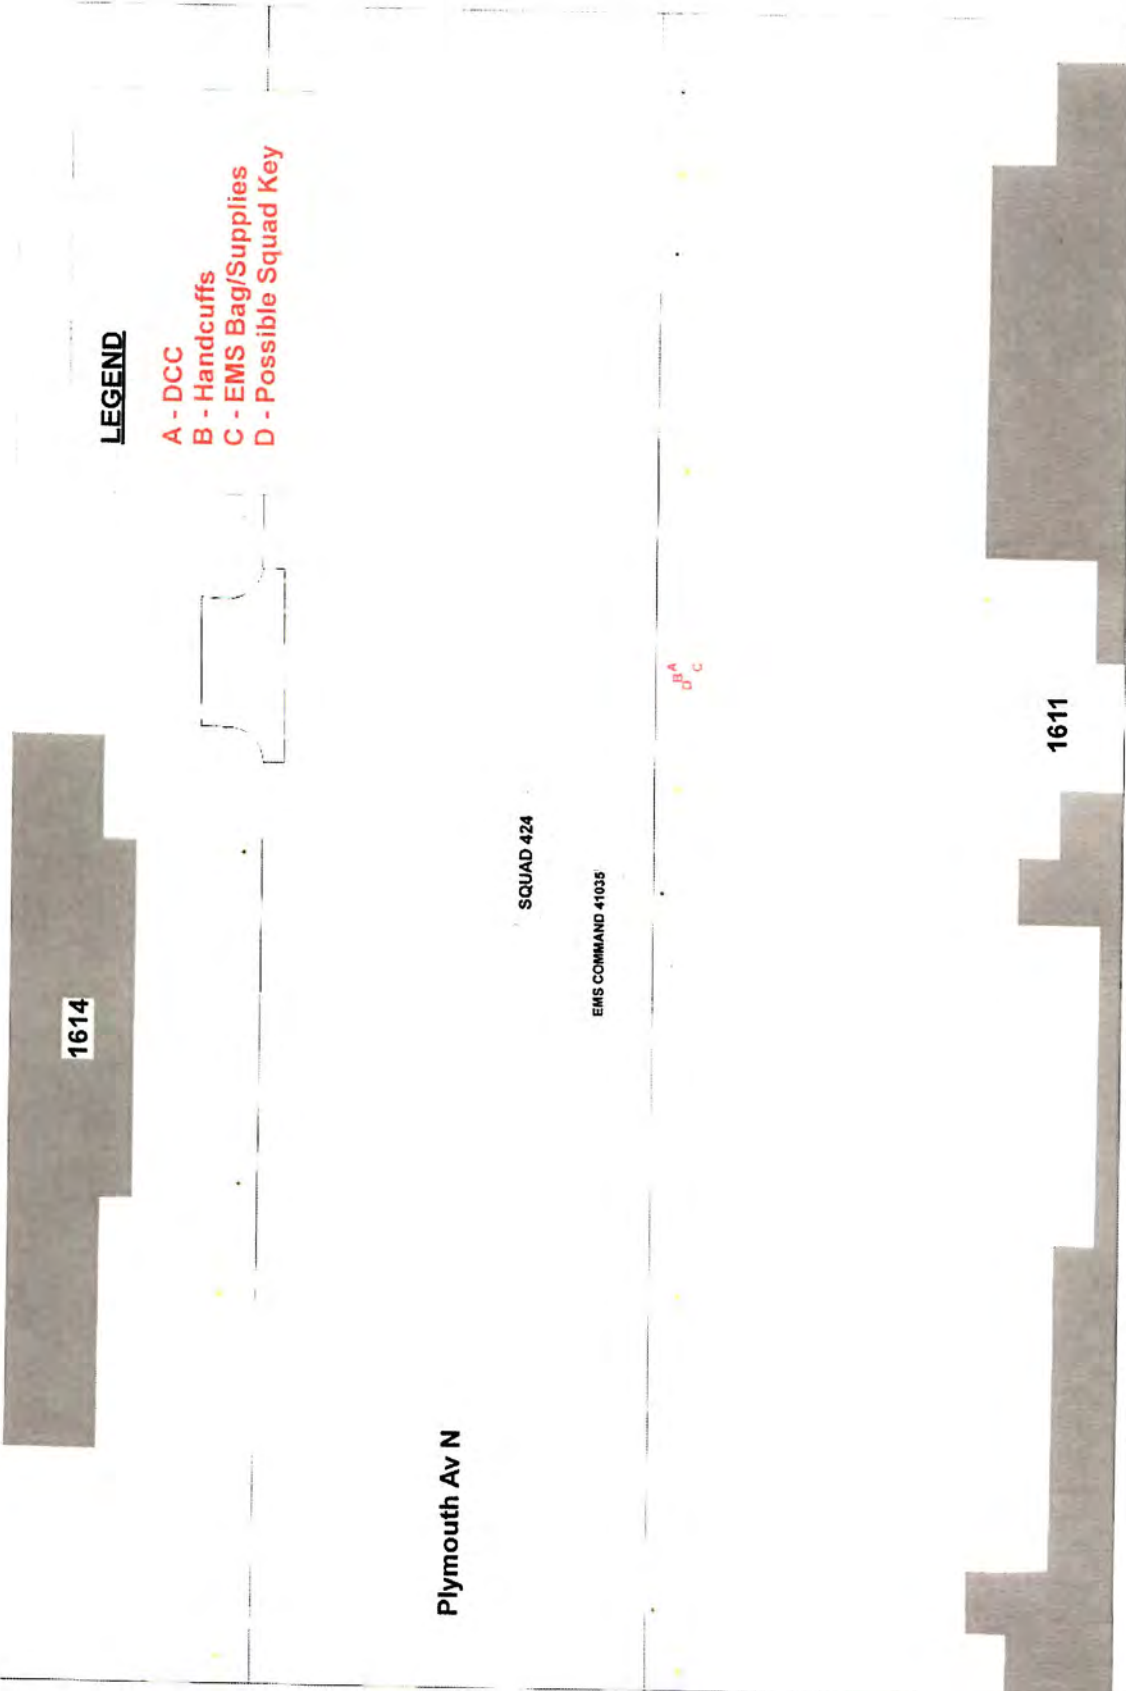 LEGEND
A - DCC
B - Handcuffs
C - EMS Bag/Supplies
D - Possible Squad Key
1614
SQUAD 424
EMS COMMAND 41035
D
B
A
C
1611
Plymouth Av N